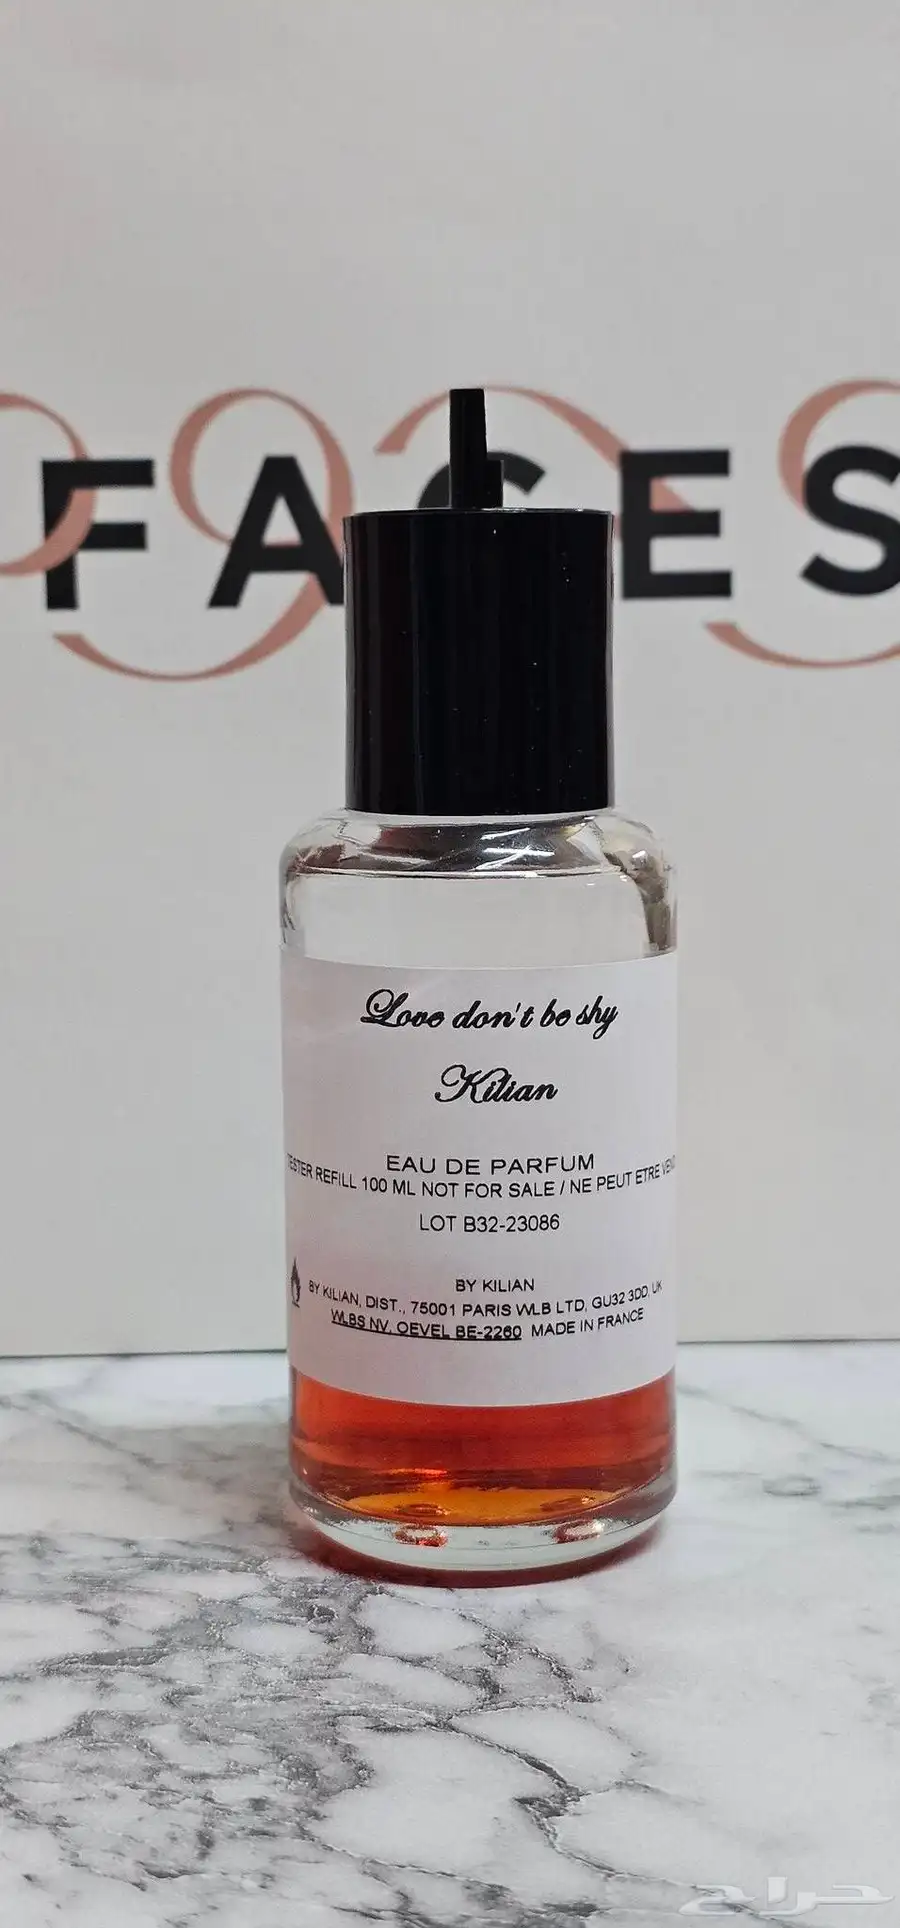 FACES
Love don't be shy
Kilian
EAU DE PARFUM
TESTER REFILL 100 ML NOT FOR SALE / NE PEUT ETRE
LOT B32-23086
BY KILIAN
BY KILIAN, DIST., 75001 PARIS WLB LTD, GU32 3DD, UK
WLBS NV, OEVEL BE-2260 MADE IN FRANCE
حراج